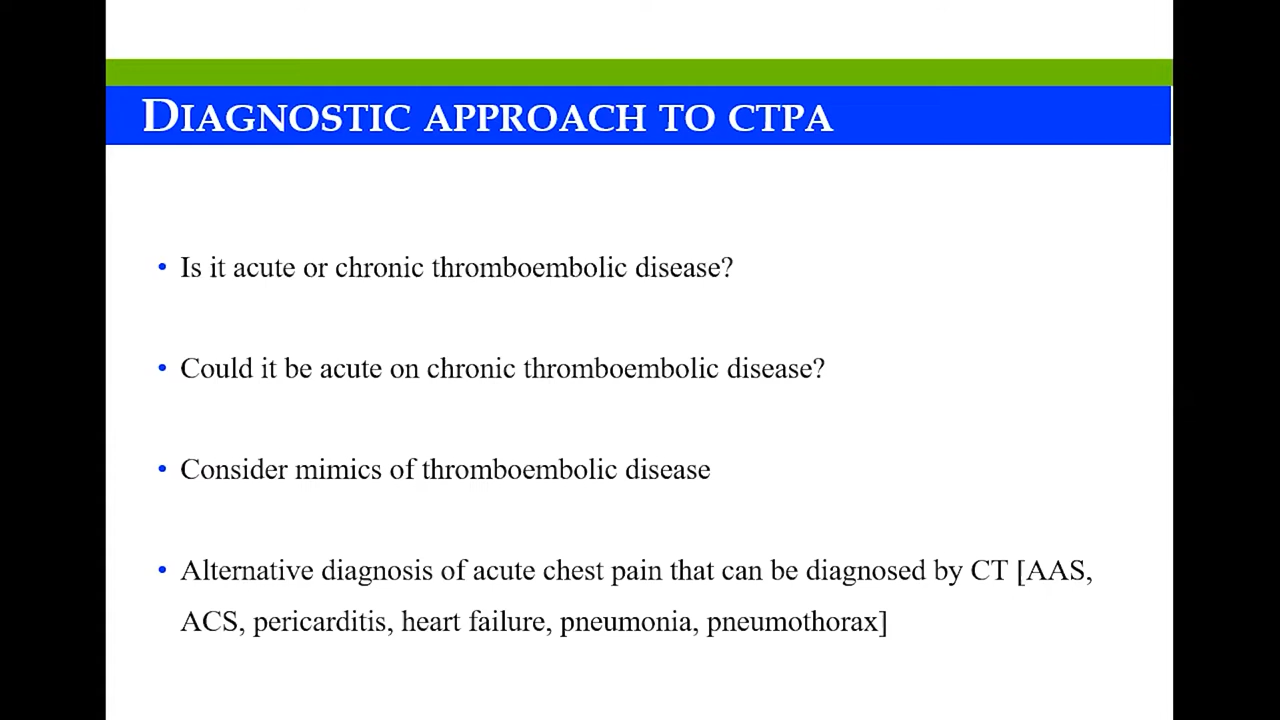 DIAGNOSTIC APPROACH TO CTPA
• Is it acute or chronic thromboembolic disease?
• Could it be acute on chronic thromboembolic disease?
• Consider mimics of thromboembolic disease
• Alternative diagnosis of acute chest pain that can be diagnosed by CT [AAS,
ACS, pericarditis, heart failure, pneumonia, pneumothorax]